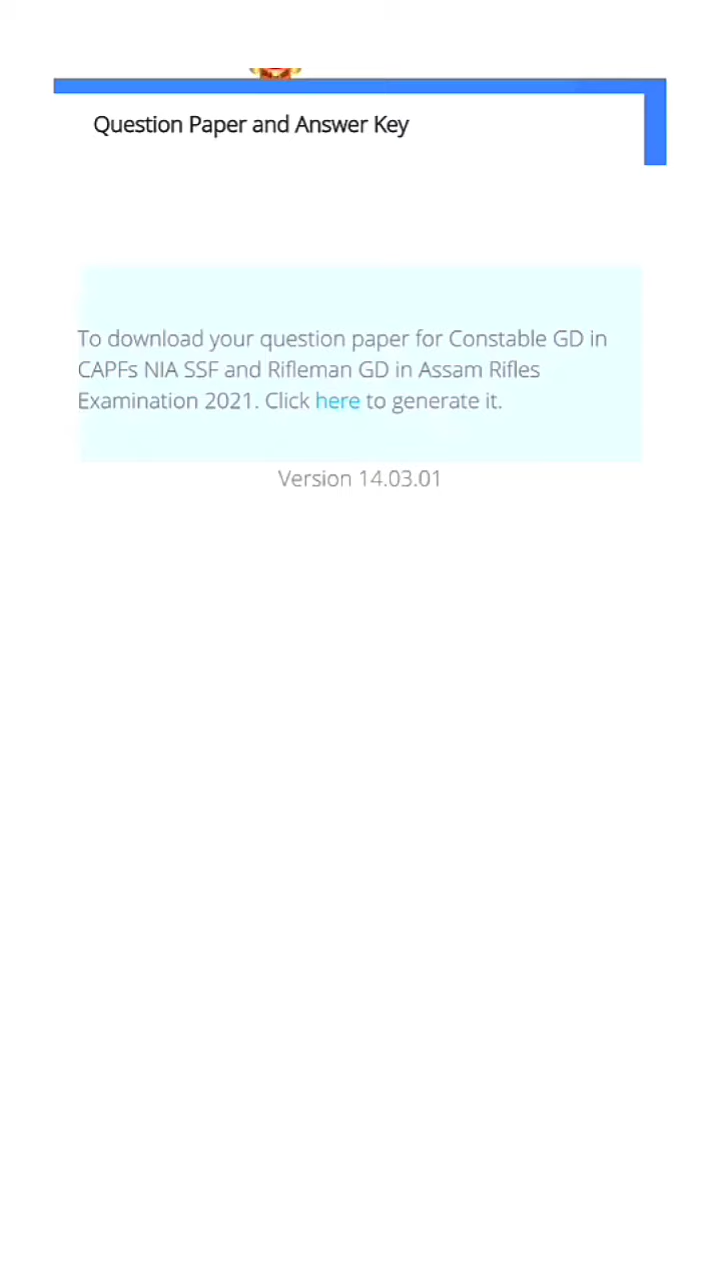 Question Paper and Answer Key
To download your question paper for Constable GD in
CAPFs NIA SSF and Rifleman GD in Assam Rifles
Examination 2021. Click here to generate it.
Version 14.03.01